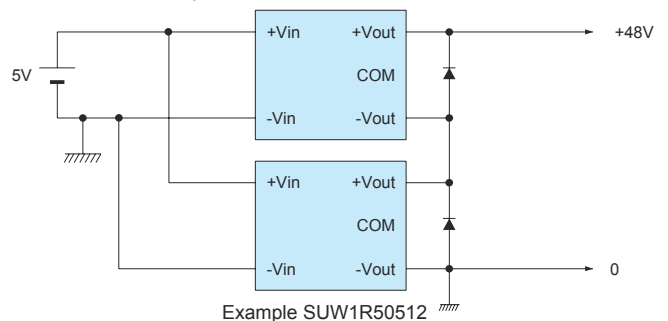 +Vin +Vout +48V
5V COM
-Vin -Vout
+Vin +Vout
COM
-Vin -Vout 0
Example SUW1R50512